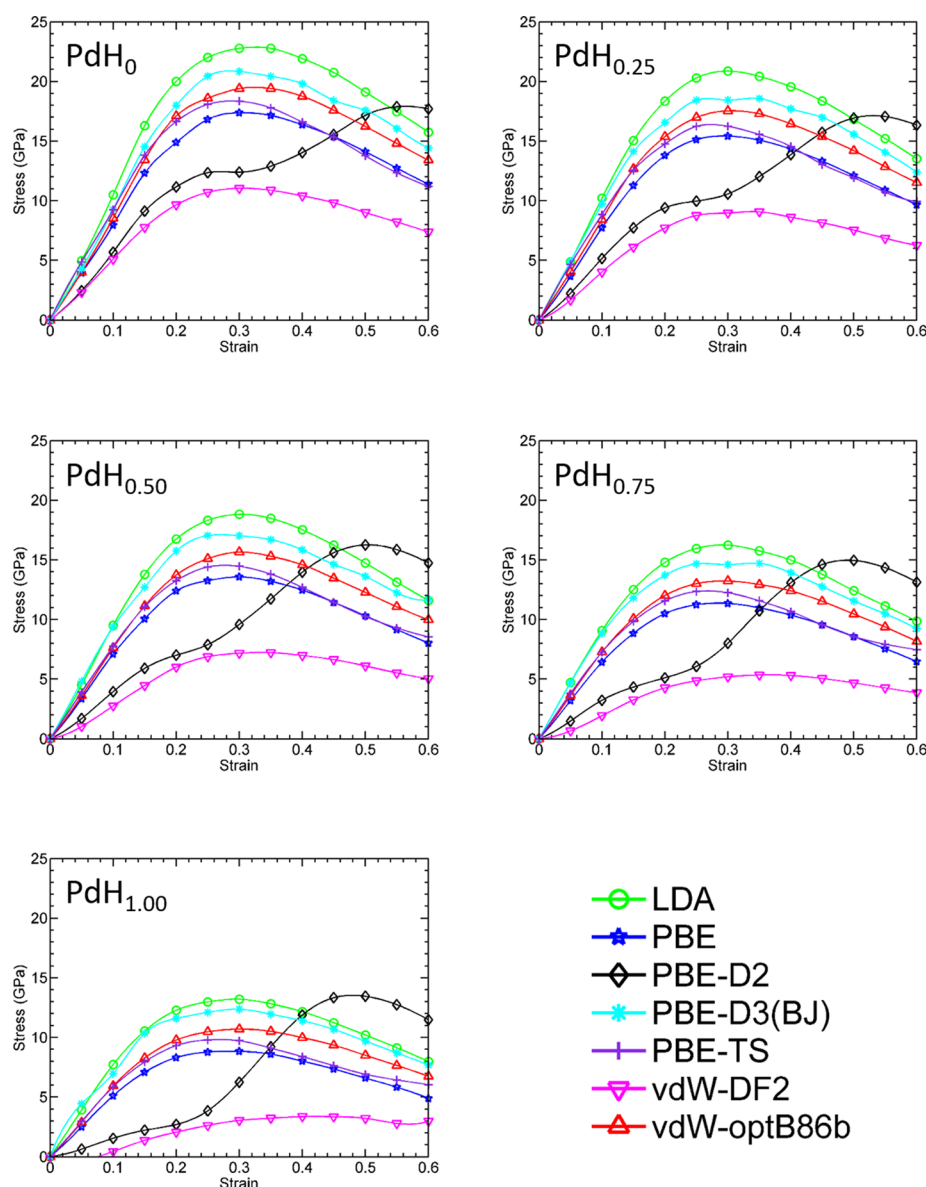 PdH0
25
20
15
10
5
0
Stress (GPa)
0 0.1 0.2 0.3 0.4 0.5 0.6
Strain
PdH0.25
25
20
15
10
5
0
Stress (GPa)
0 0.1 0.2 0.3 0.4 0.5 0.6
Strain
PdH0.50
25
20
15
10
5
0
Stress (GPa)
0 0.1 0.2 0.3 0.4 0.5 0.6
Strain
PdH0.75
25
20
15
10
5
0
Stress (GPa)
0 0.1 0.2 0.3 0.4 0.5 0.6
Strain
PdH1.00
25
20
15
10
5
0
Stress (GPa)
0 0.1 0.2 0.3 0.4 0.5 0.6
Strain
LDA
PBE
PBE-D2
PBE-D3(BJ)
PBE-TS
vdW-DF2
vdW-optB86b